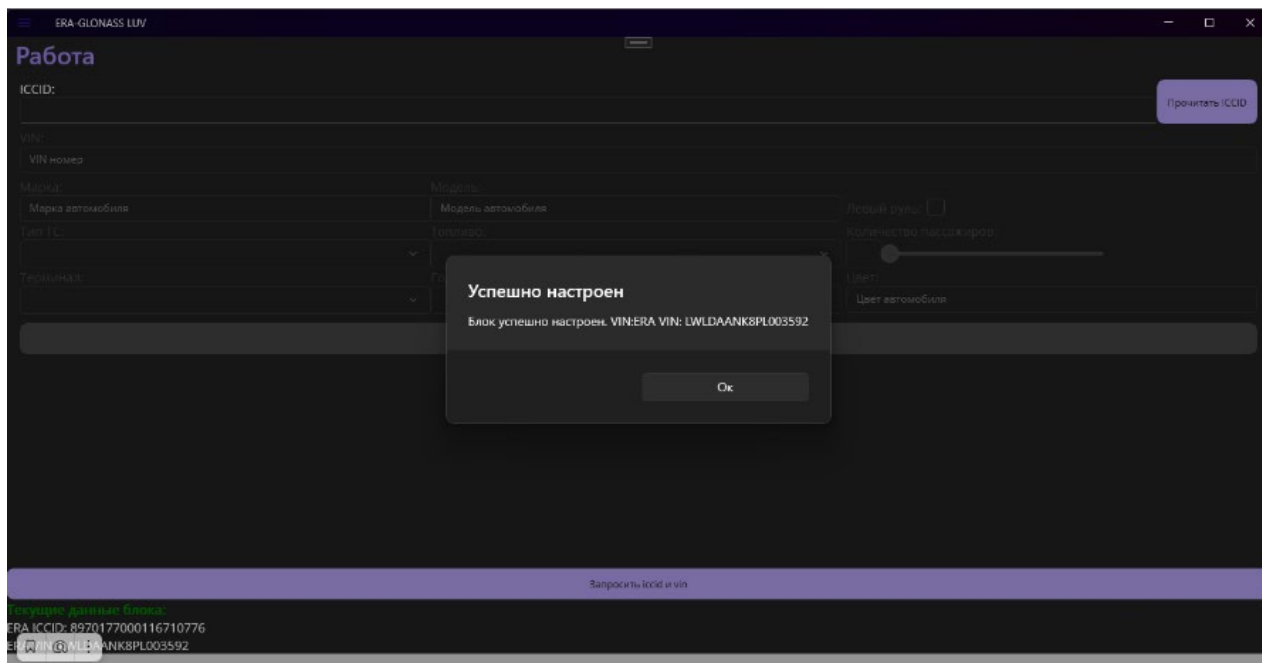 ERA-GLONASS LUV
Работа
ICCID:
Прочитать ICCID
VIN:
VIN номер
Марка:
Модель:
Марка автомобиля
Модель автомобиля
Левый руль:
Тип ТС:
Топливо:
Количество пассажиров:
Терминал:
Цвет:
Цвет автомобиля
Успешно настроен
Блок успешно настроен. VIN:ERA VIN: LWLDAANK8PL003592
Ок
Запросить iccid и vin
Текущие данные блока:
ERA ICCID: 8970177000116710776
ANK8PL003592